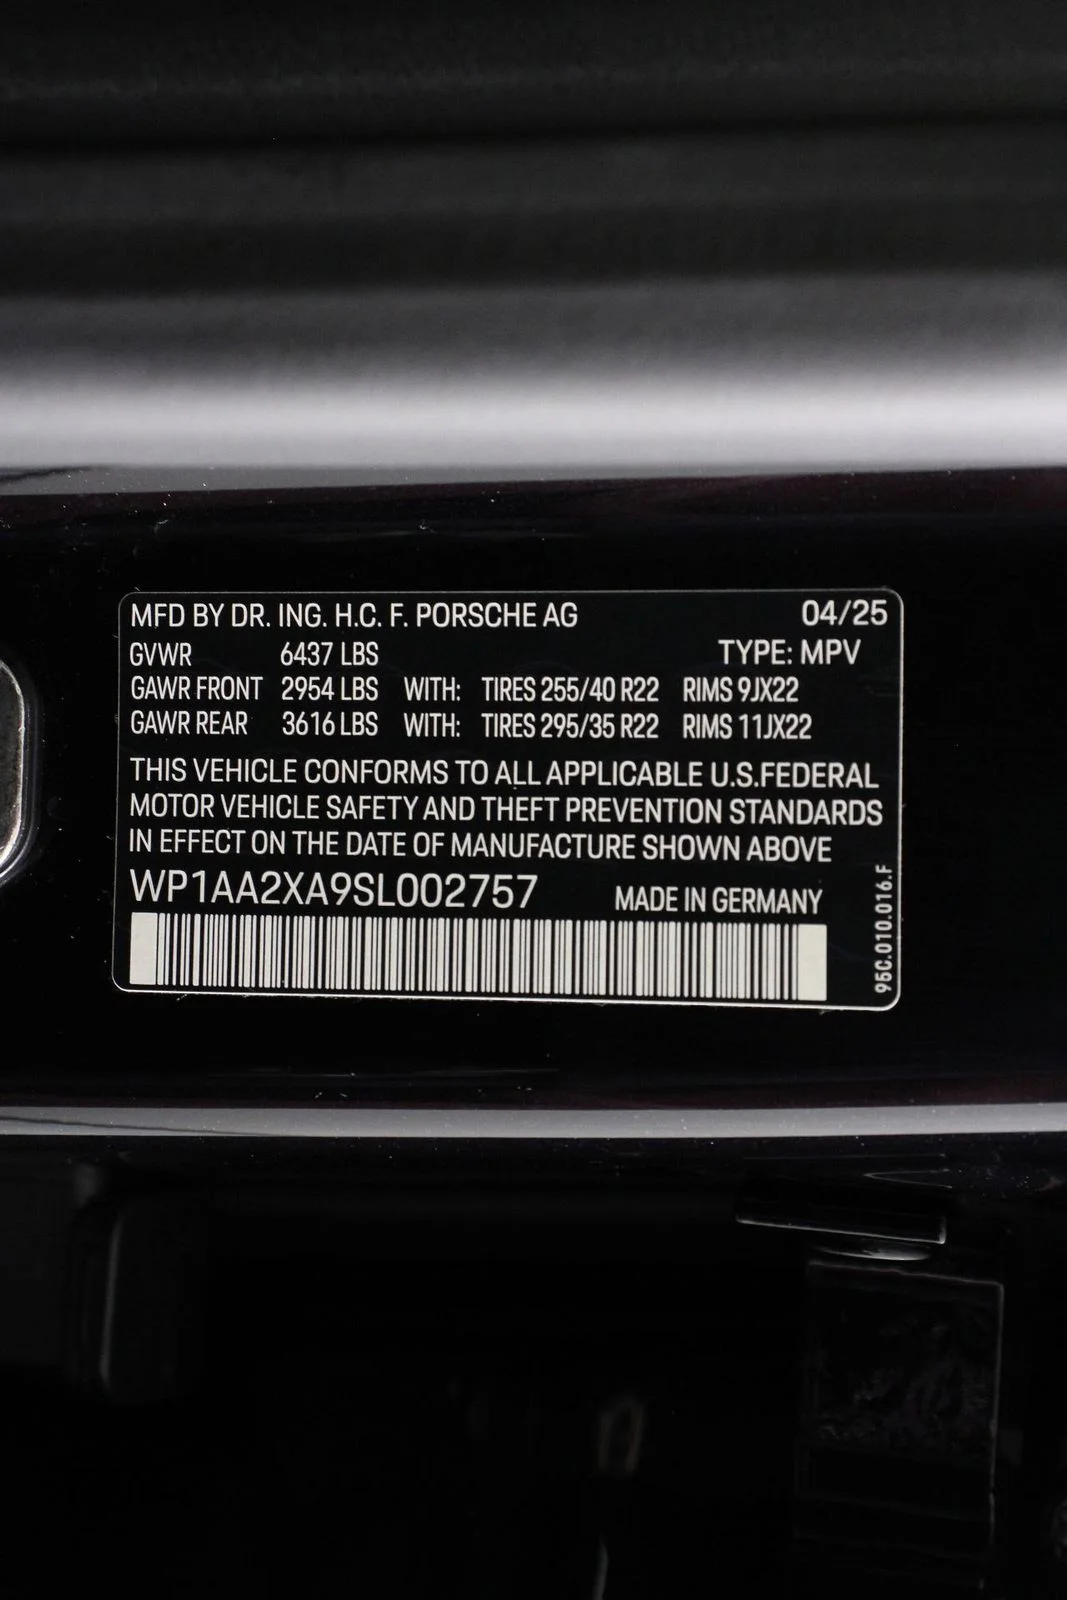 MFD BY DR. ING. H.C. F. PORSCHE AG 04/25
GVWR 6437 LBS TYPE: MPV
GAWR FRONT 2954 LBS WITH: TIRES 255/40 R22 RIMS 9JX22
GAWR REAR 3616 LBS WITH: TIRES 295/35 R22 RIMS 11JX22
THIS VEHICLE CONFORMS TO ALL APPLICABLE U.S.FEDERAL
MOTOR VEHICLE SAFETY AND THEFT PREVENTION STANDARDS
IN EFFECT ON THE DATE OF MANUFACTURE SHOWN ABOVE
WP1AA2XA9SL002757 MADE IN GERMANY
95C.010.016.F